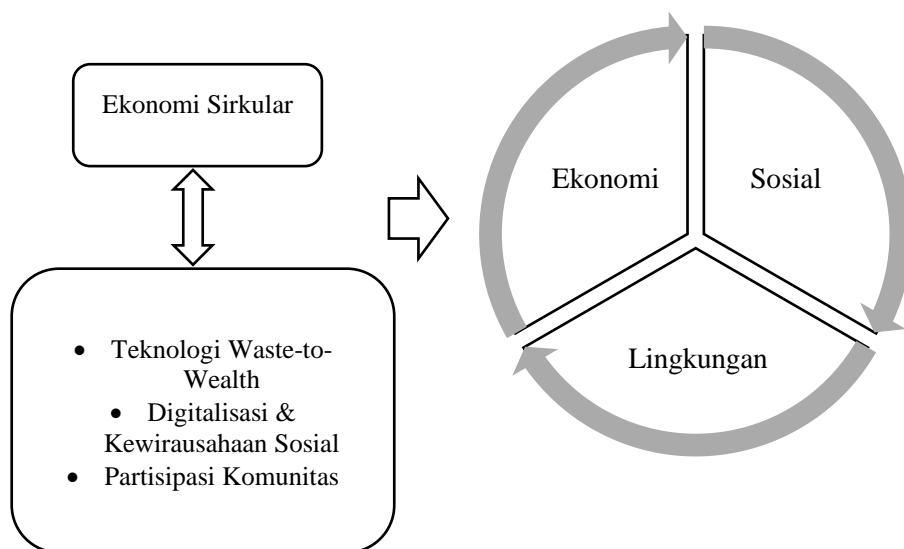 Ekonomi Sirkular
• Teknologi Waste-to-
Wealth
• Digitalisasi &
Kewirausahaan Sosial
• Partisipasi Komunitas
Ekonomi
Sosial
Lingkungan